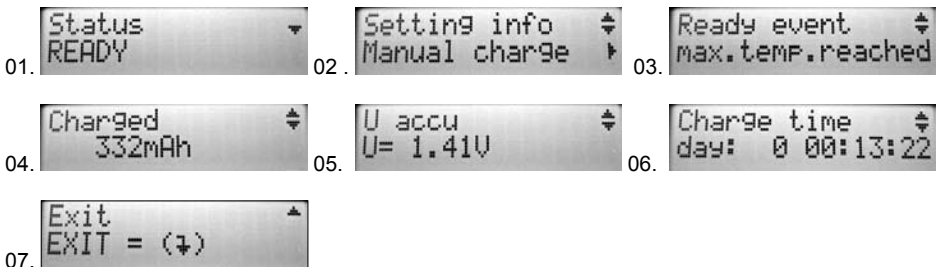 01. Status
READY
02 . Setting info
Manual charge
03. Ready event
max.temp.reached
04. Charged
332mAh
05. U accu
U= 1.41V
06. Charge time
day: 0 00:13:22
07. Exit
EXIT = (↴)